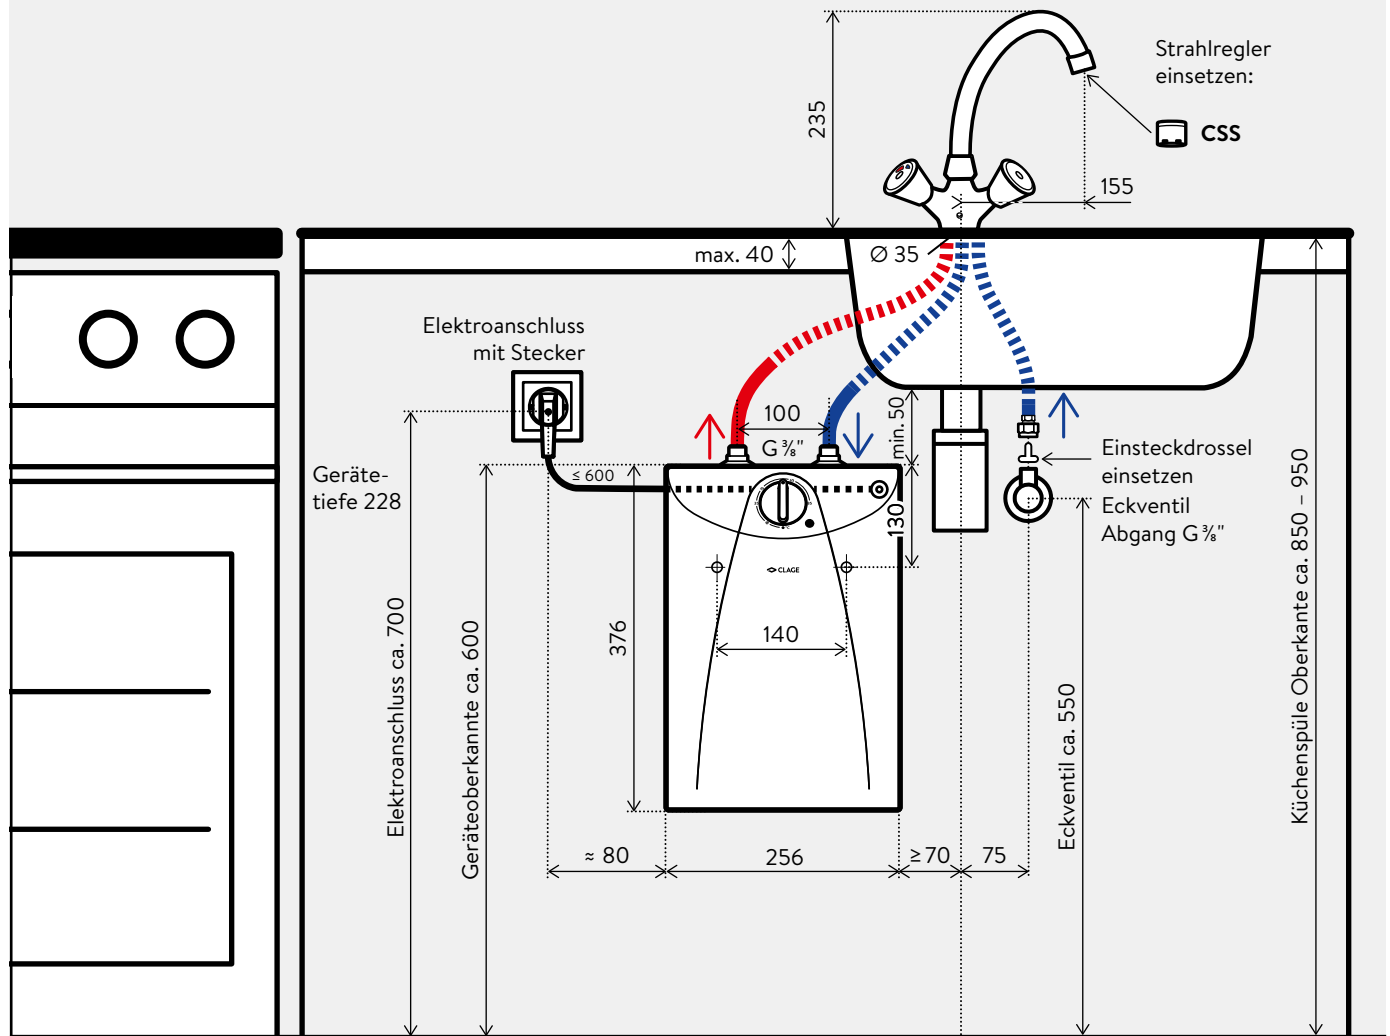 Strahlregler
einsetzen:
CSS
235
155
max. 40
Ø 35
Elektroanschluss
mit Stecker
100
G ⅜"
min. 50
≤ 600
Geräte-
tiefe 228
Einsteckdrossel
einsetzen
Eckventil
Abgang G ⅜"
130
CLAGE
140
376
Elektroanschluss ca. 700
Geräteoberkannte ca. 600
Eckventil ca. 550
Küchenspüle Oberkante ca. 850 – 950
≈ 80
256
≥ 70
75